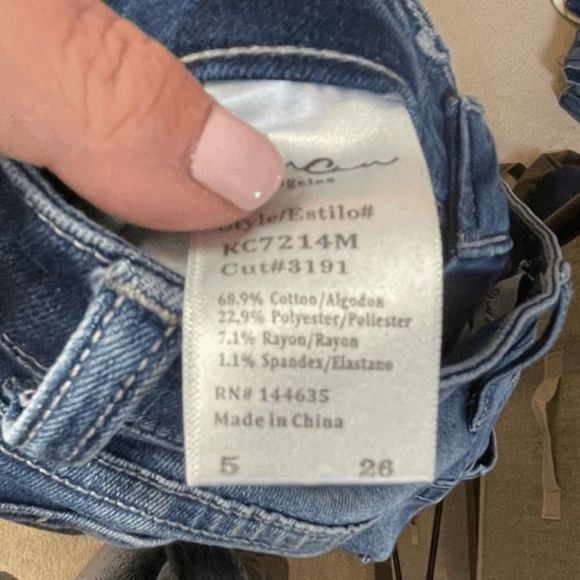 Style/Estilo#
KC7214M
Cut#3191
68.9% Cotton/Algodon
22.9% Polyester/Poliester
7.1% Rayon/Rayon
1.1% Spandex/Elastano
RN# 144635
Made in China
5 26